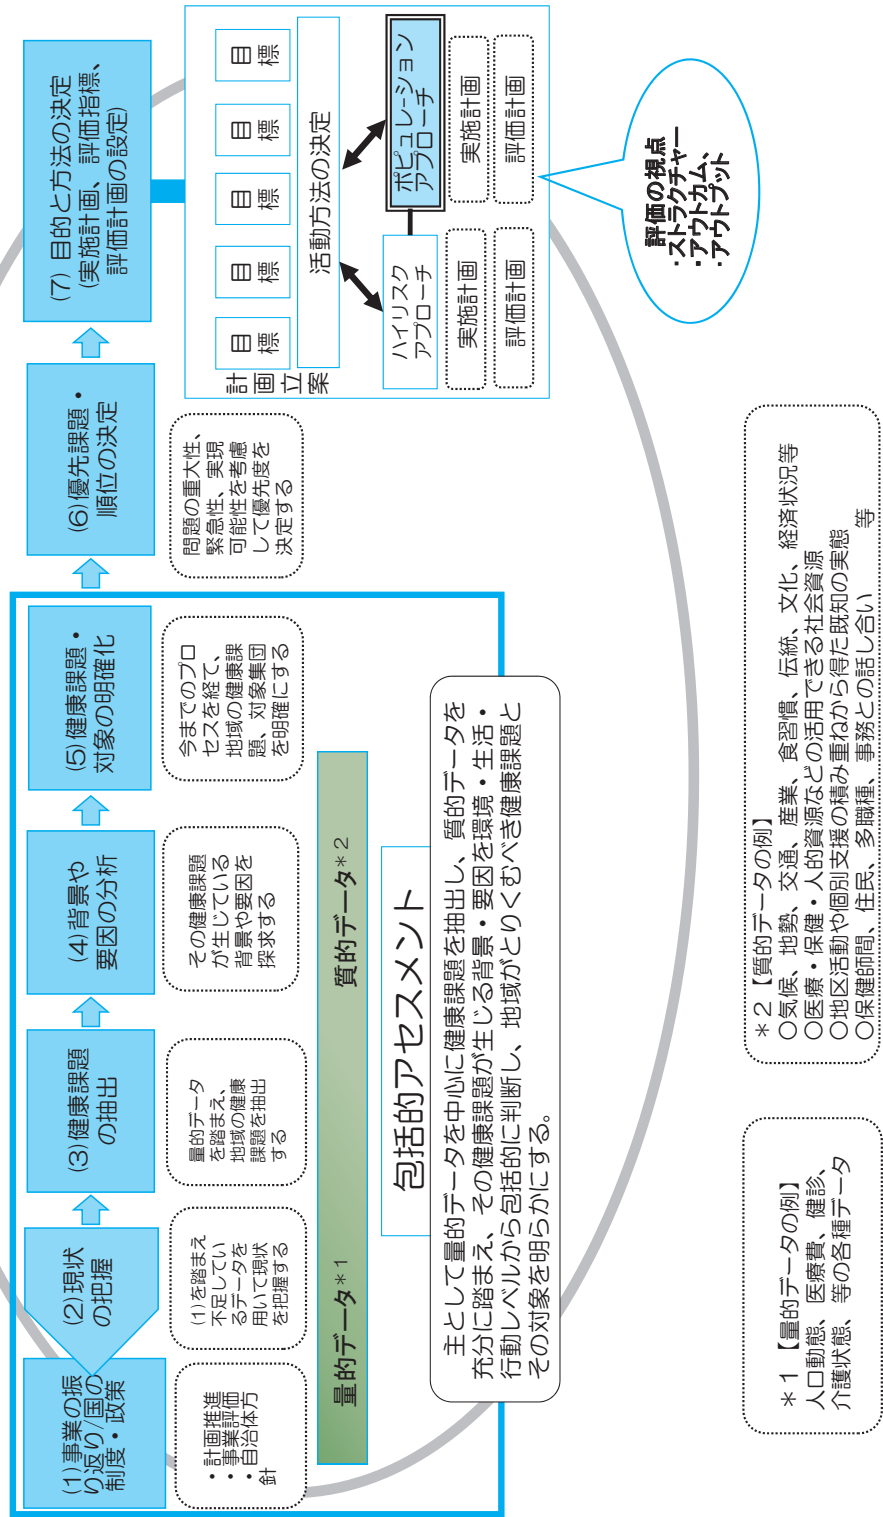 (1)事業の振
り返り/国の
制度・政策
(2)現状
の把握
(3)健康課題
の抽出
(4)背景や
要因の分析
(5)健康課題・
対象の明確化
(6)優先課題・
順位の決定
(7) 目的と方法の決定
(実施計画、評価指標、
評価計画の設定)
・計画推進
・事業評価
・自治体方
針
(1)を踏まえ
不足してい
るデータを
用いて現状
を把握する
量的データ
を踏まえ、
地域の健康
課題を抽出
する
その健康課題
が生じている
背景や要因を
探求する
今までのプロ
セスを経て、
地域の健康課
題、対象集団
を明確にする
問題の重大性、
緊急性、実現
可能性を考慮
して優先度を
決定する
量的データ*1
質的データ*2
包括的アセスメント
主として量的データを中心に健康課題を抽出し、質的データを
充分に踏まえ、その健康課題が生じる背景・要因を環境・生活・
行動レベルから包括的に判断し、地域がとりくむべき健康課題と
その対象を明らかにする。
計画立案
目標
目標
目標
目標
目標
活動方法の決定
ハイリスク
アプローチ
ポピュレーション
アプローチ
実施計画
実施計画
評価計画
評価計画
評価の視点
・ストラクチャー
・アウトカム、
・アウトプット
*1【量的データの例】
人口動態、医療費、健診、
介護状態、等の各種データ
*2【質的データの例】
○気候、地勢、交通、産業、食習慣、伝統、文化、経済状況等
○医療・保健・人的資源などの活用できる社会資源
○地区活動や個別支援の積み重ねから得た既知の実態
○保健師間、住民、多職種、事務との話し合い 等